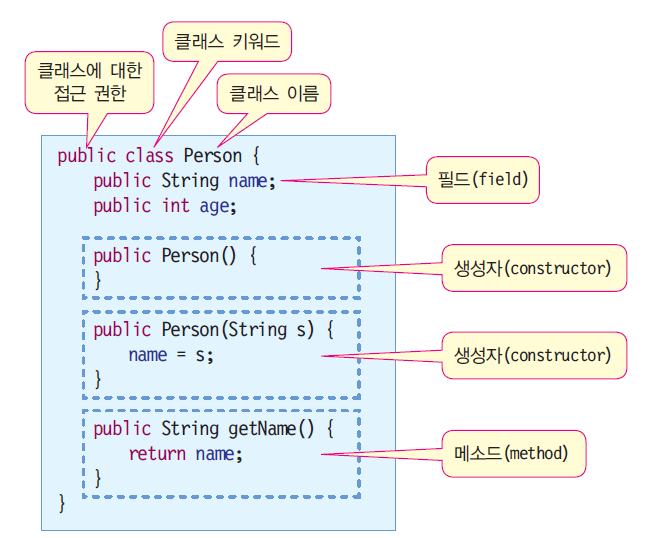 클래스 키워드
클래스에 대한
접근 권한
클래스 이름
public class Person {
public String name;
필드(field)
public int age;
public Person() {
}
생성자(constructor)
public Person(String s) {
name = s;
}
생성자(constructor)
public String getName() {
return name;
}
메소드(method)
}